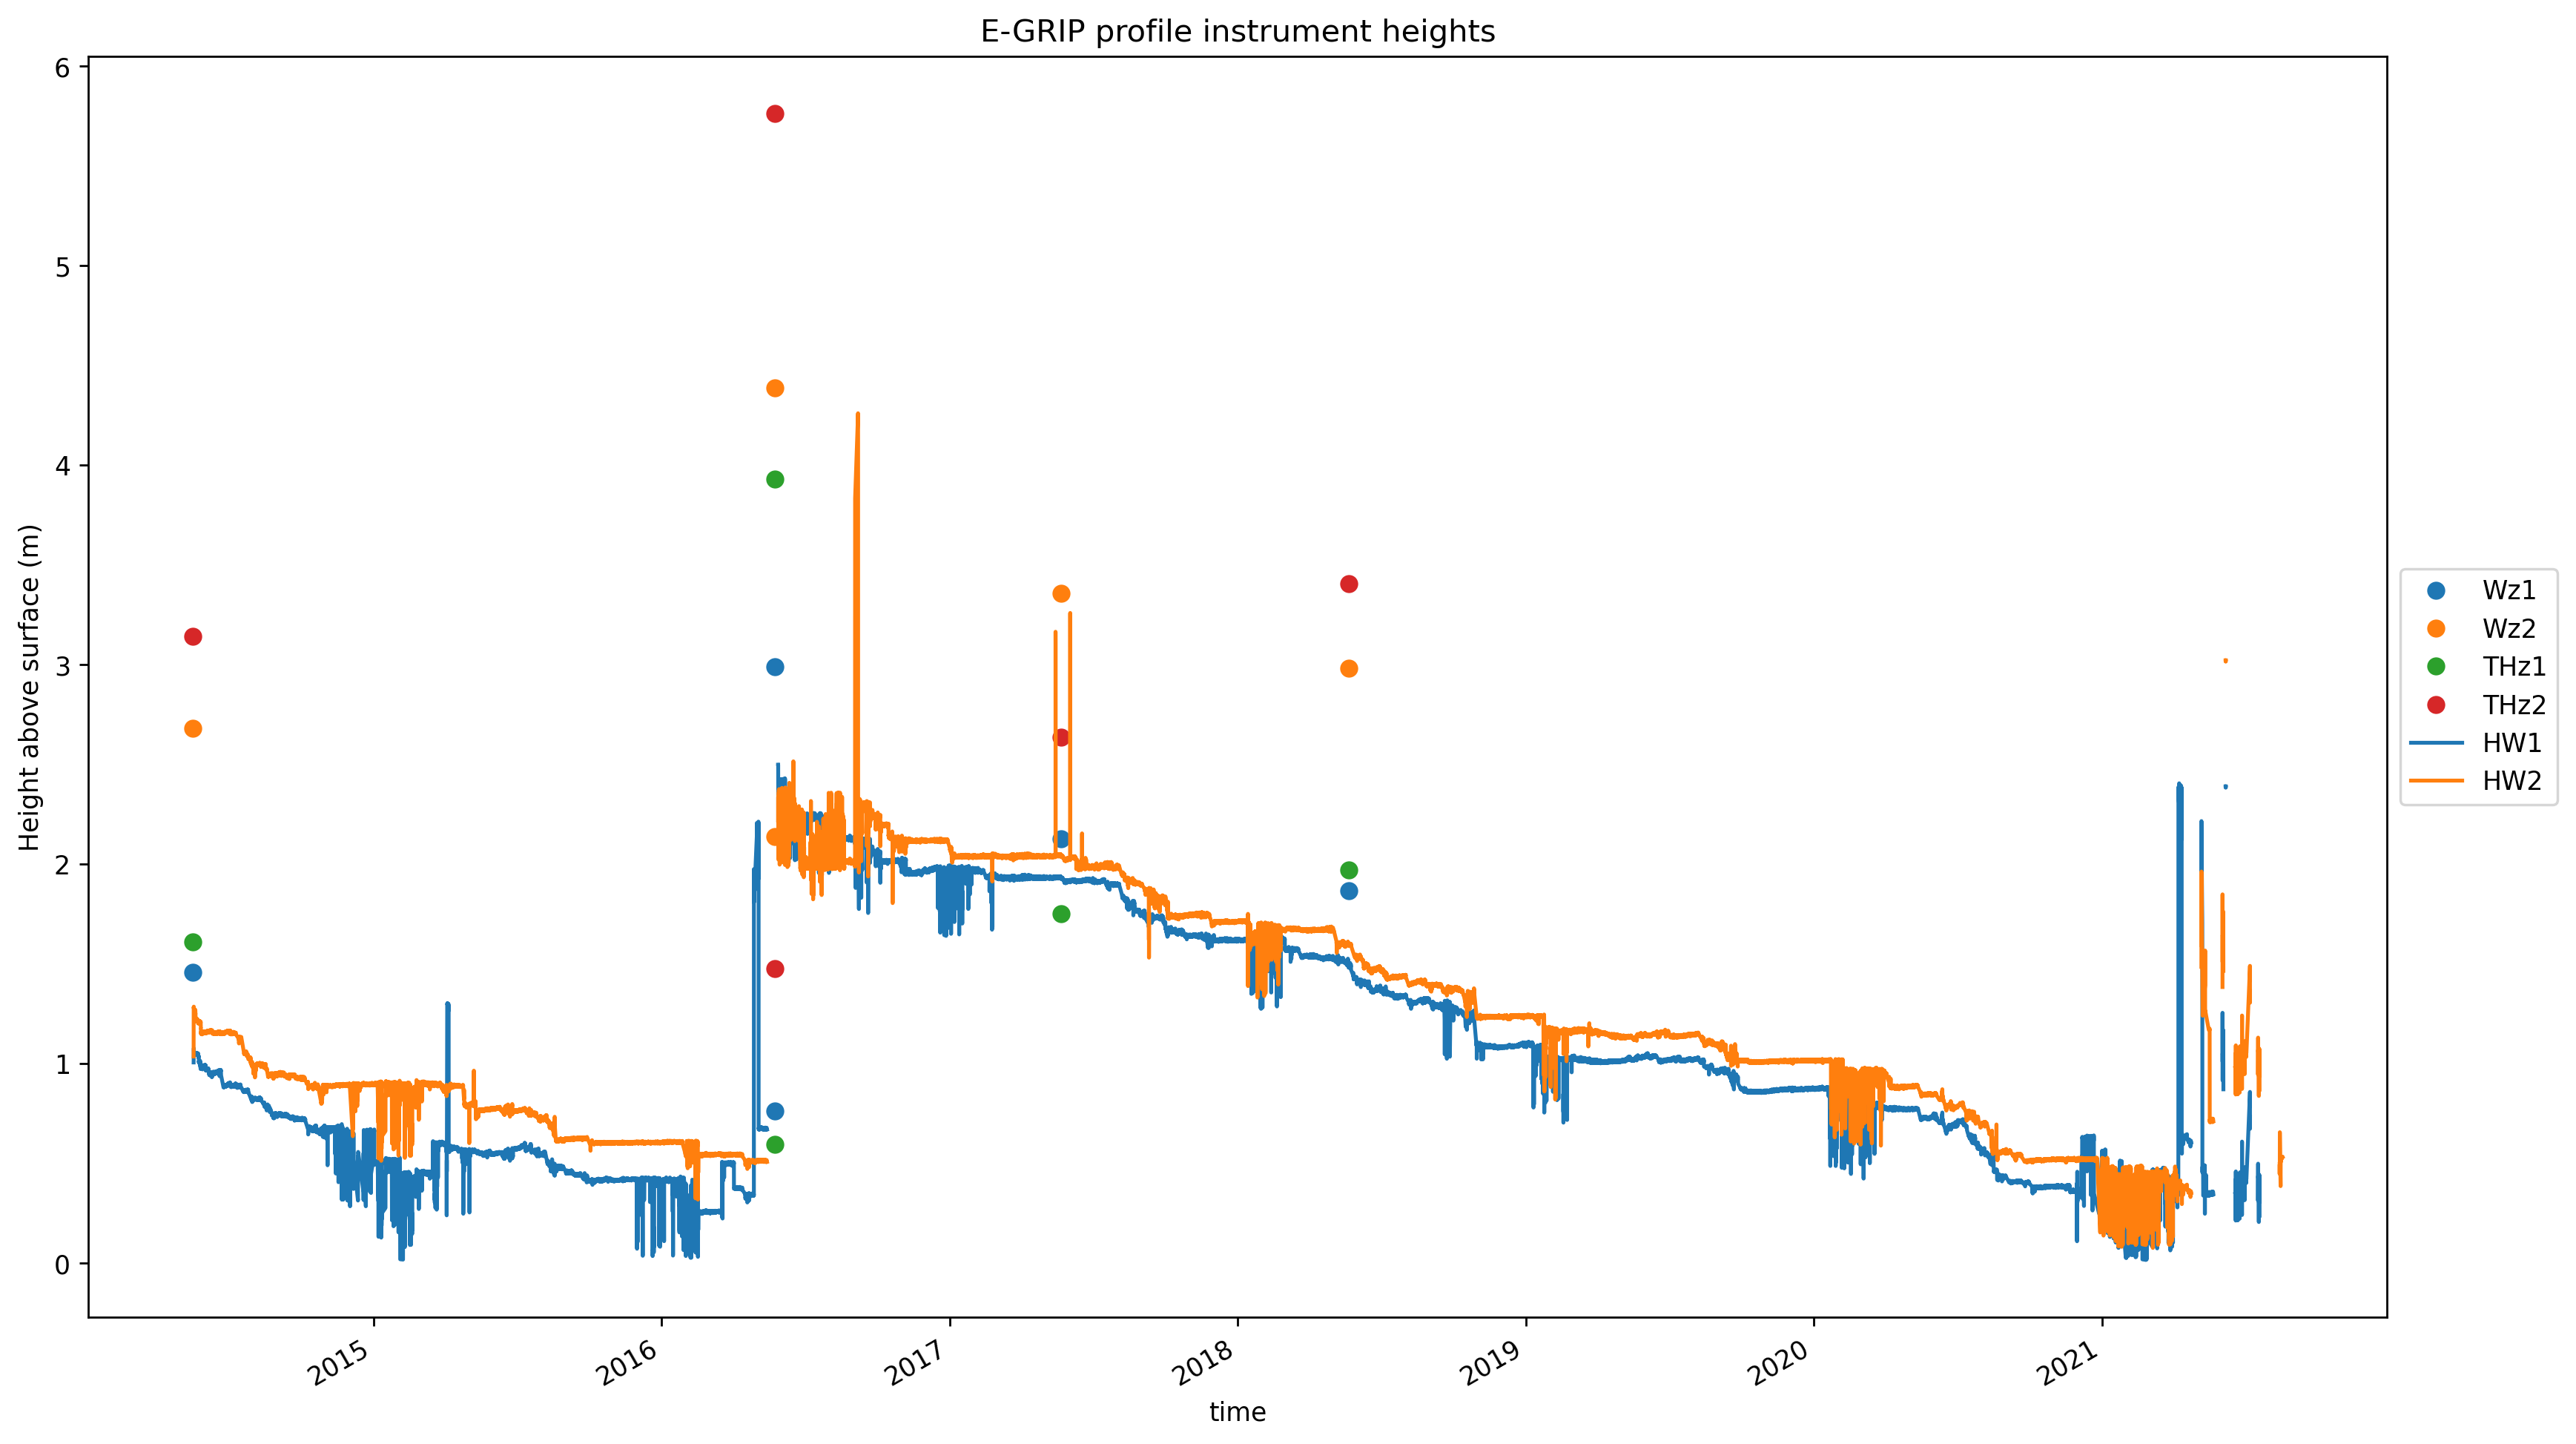 E-GRIP profile instrument heights
Height above surface (m)
6
5
4
3
2
1
0
2015
2016
2017
2018
2019
2020
2021
time
Wz1
Wz2
THz1
THz2
HW1
HW2